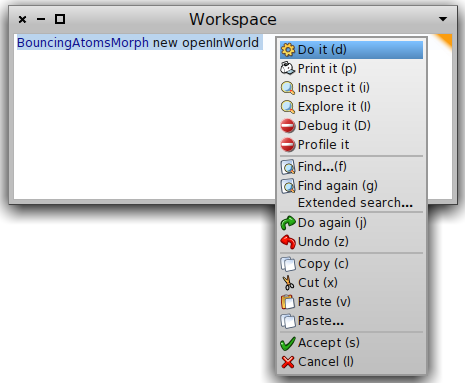 Workspace
BouncingAtomsMorph new openInWorld
Do it (d)
Print it (p)
Inspect it (i)
Explore it (I)
Debug it (D)
Profile it
Find...(f)
Find again (g)
Extended search...
Do again (j)
Undo (z)
Copy (c)
Cut (x)
Paste (v)
Paste...
Accept (s)
Cancel (l)